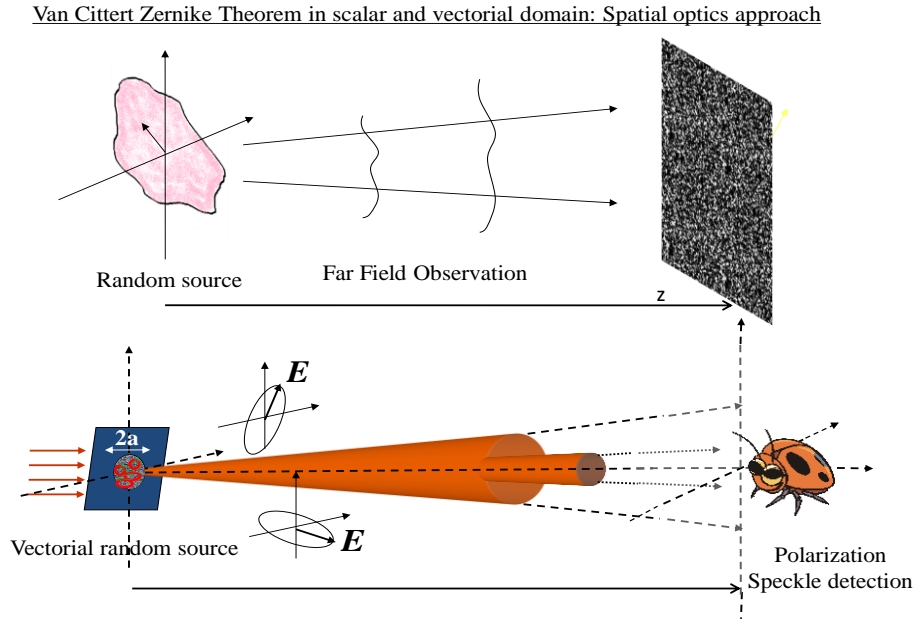 Van Cittert Zernike Theorem in scalar and vectorial domain: Spatial optics approach
Random source
Far Field Observation
z
E
2a
E
Vectorial random source
Polarization
Speckle detection